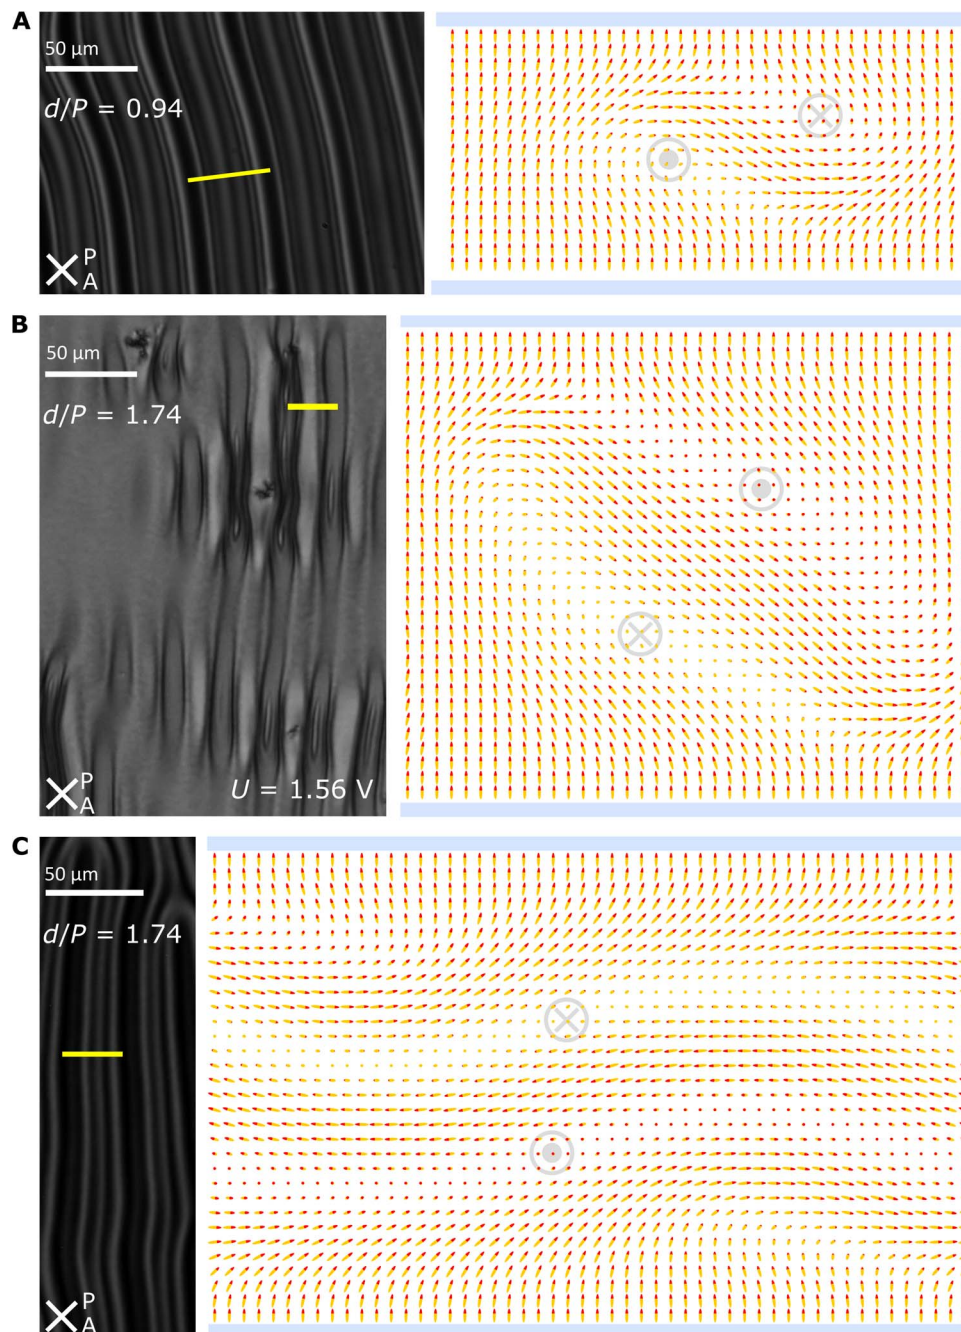 A
50 μm
d/P = 0.94
P
A
B
50 μm
d/P = 1.74
P
A
U = 1.56 V
C
50 μm
d/P = 1.74
P
A